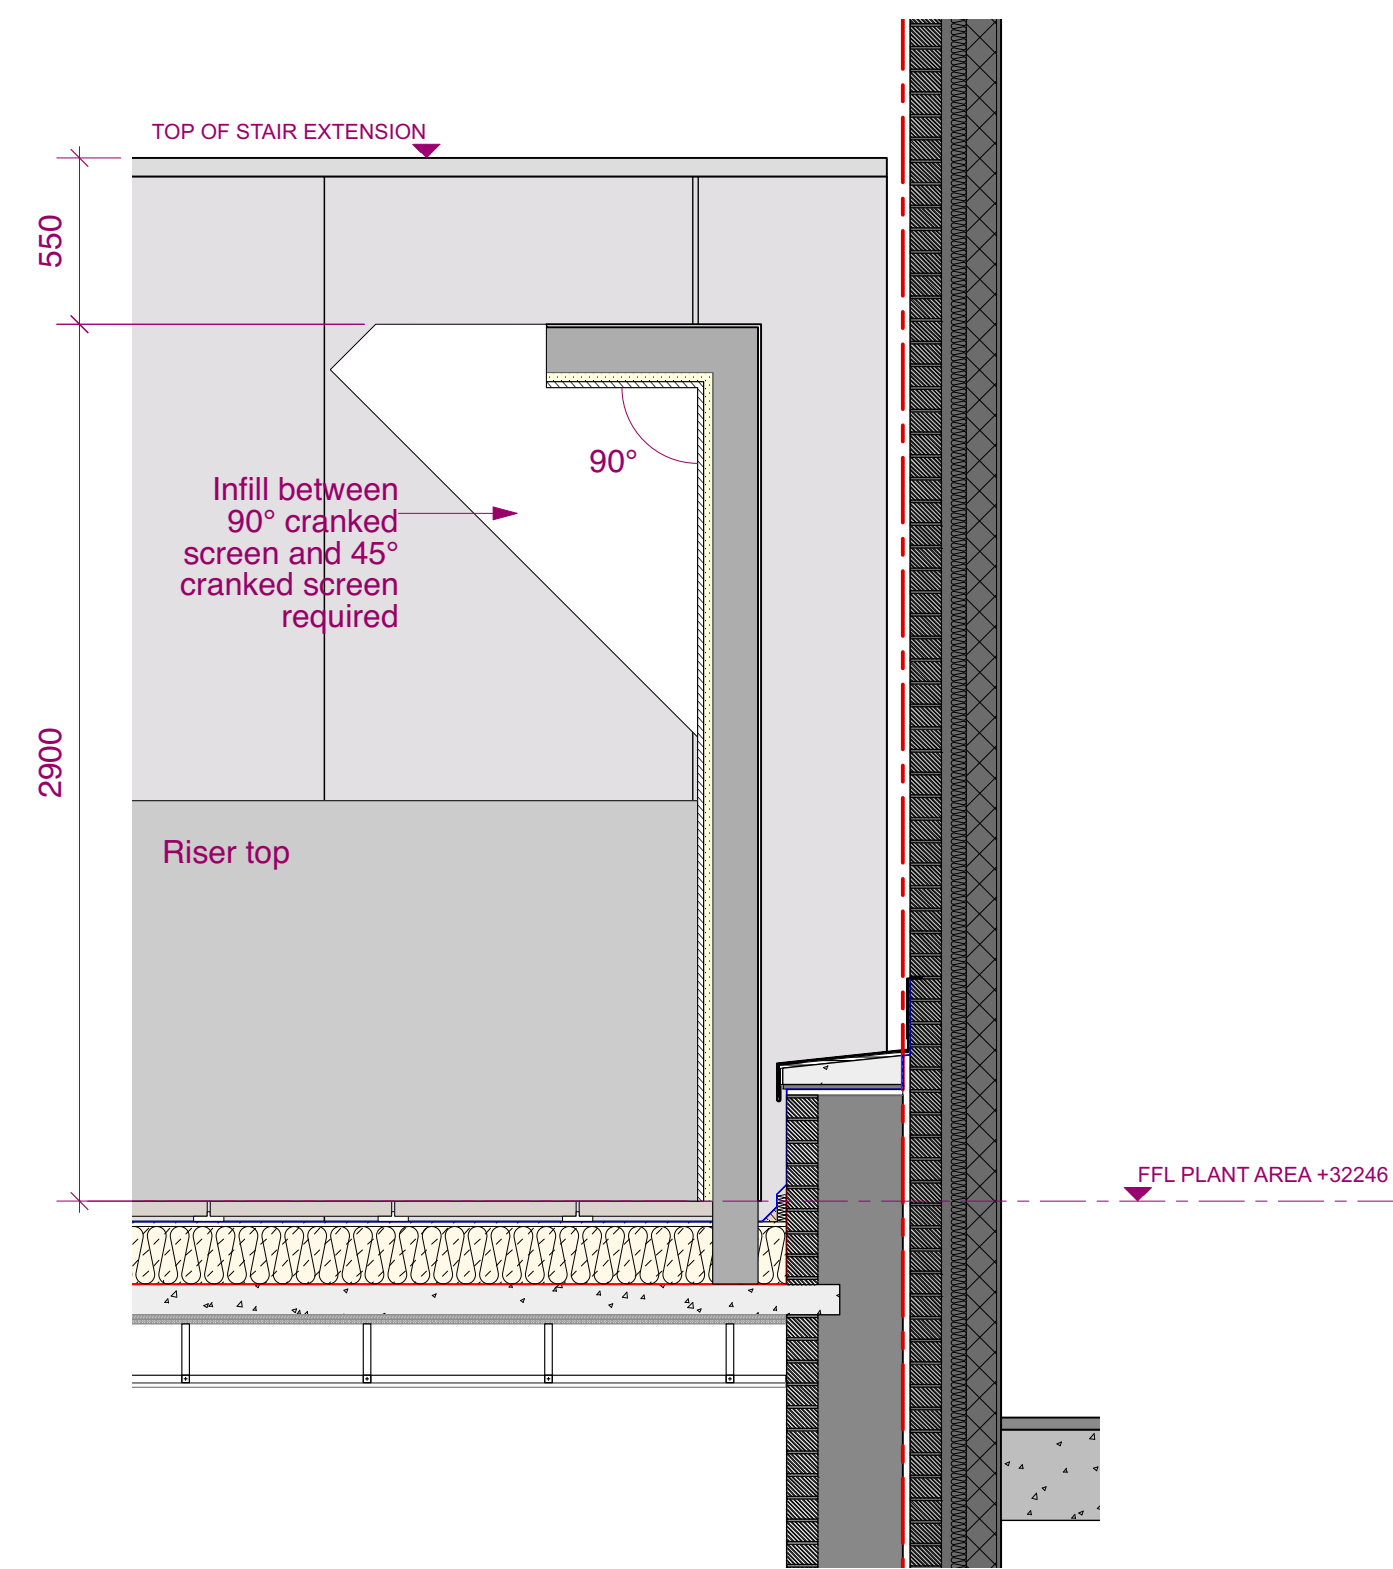 TOP OF STAIR EXTENSION
550
90°
Infill between
90° cranked
screen and 45°
cranked screen
required
2900
Riser top
FFL PLANT AREA +32246